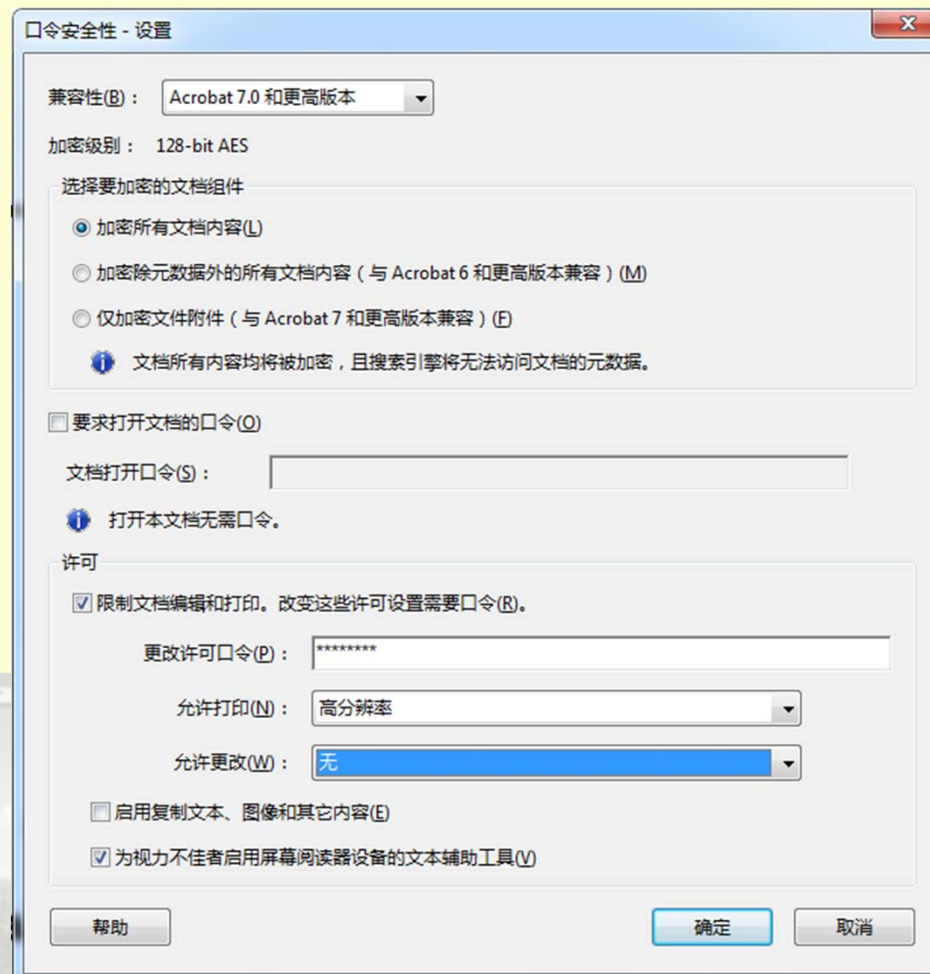 口令安全性 - 设置
兼容性(B)： Acrobat 7.0 和更高版本
加密级别： 128-bit AES
选择要加密的文档组件
加密所有文档内容(L)
加密除元数据外的所有文档内容（与 Acrobat 6 和更高版本兼容）(M)
仅加密文件附件（与 Acrobat 7 和更高版本兼容）(F)
文档所有内容均将被加密，且搜索引擎将无法访问文档的元数据。
要求打开文档的口令(O)
文档打开口令(S)：
打开本文档无需口令。
许可
限制文档编辑和打印。改变这些许可设置需要口令(R)。
更改许可口令(P)： ********
允许打印(N)： 高分辨率
允许更改(W)： 无
启用复制文本、图像和其它内容(E)
为视力不佳者启用屏幕阅读器设备的文本辅助工具(V)
帮助 确定 取消